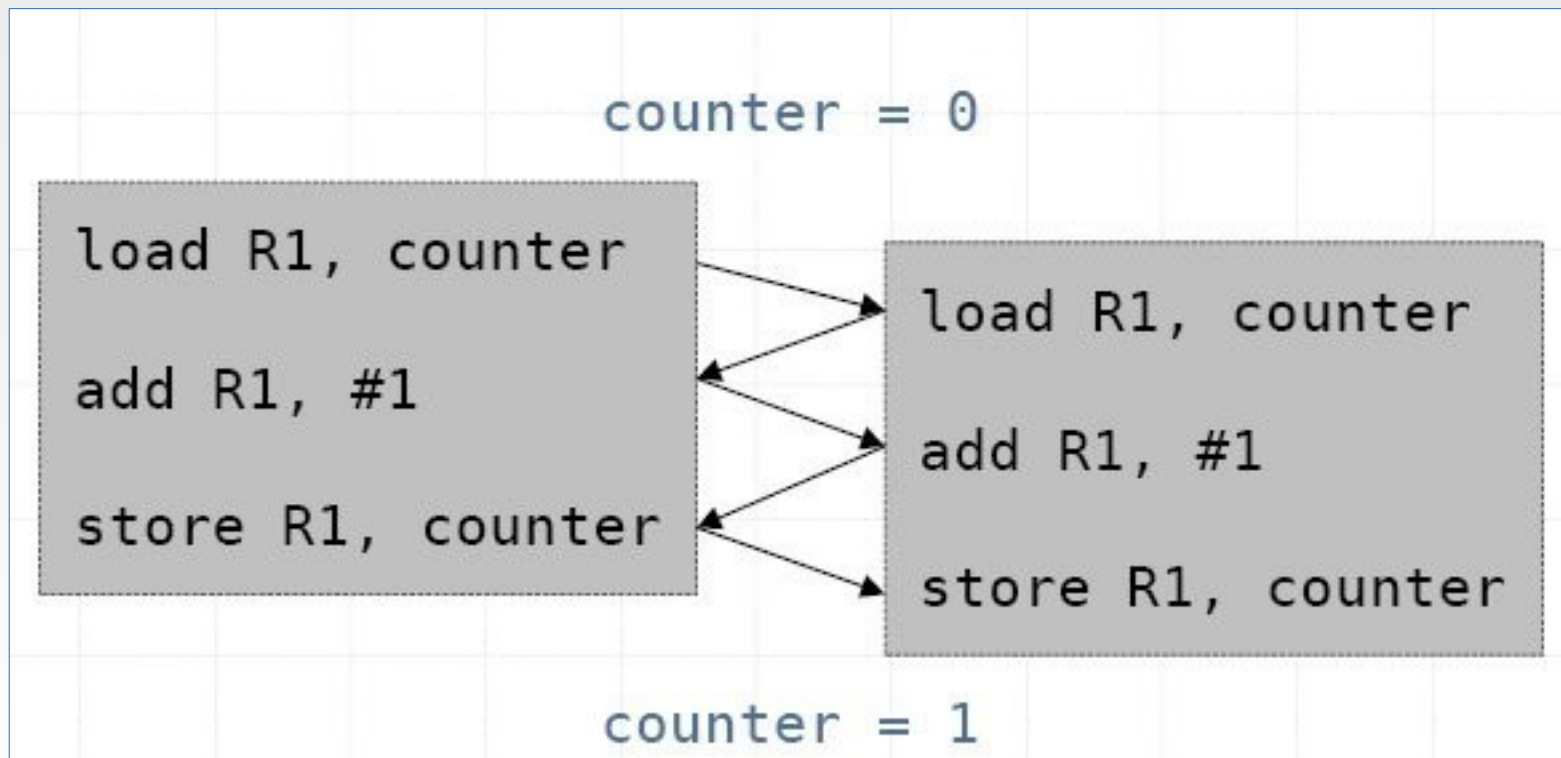 counter = 0
load R1, counter
add R1, #1
store R1, counter
load R1, counter
add R1, #1
store R1, counter
counter = 1